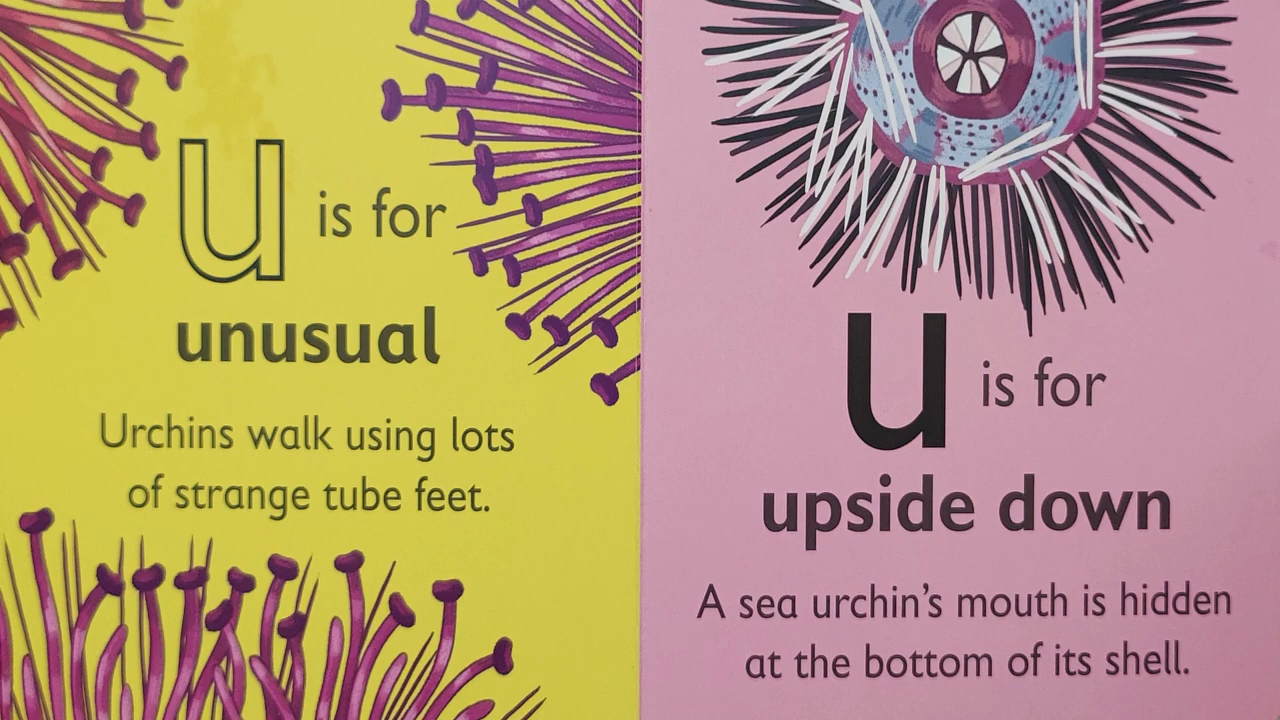 u is for
unusual
Urchins walk using lots
of strange tube feet.
u is for
upside down
A sea urchin's mouth is hidden
at the bottom of its shell.